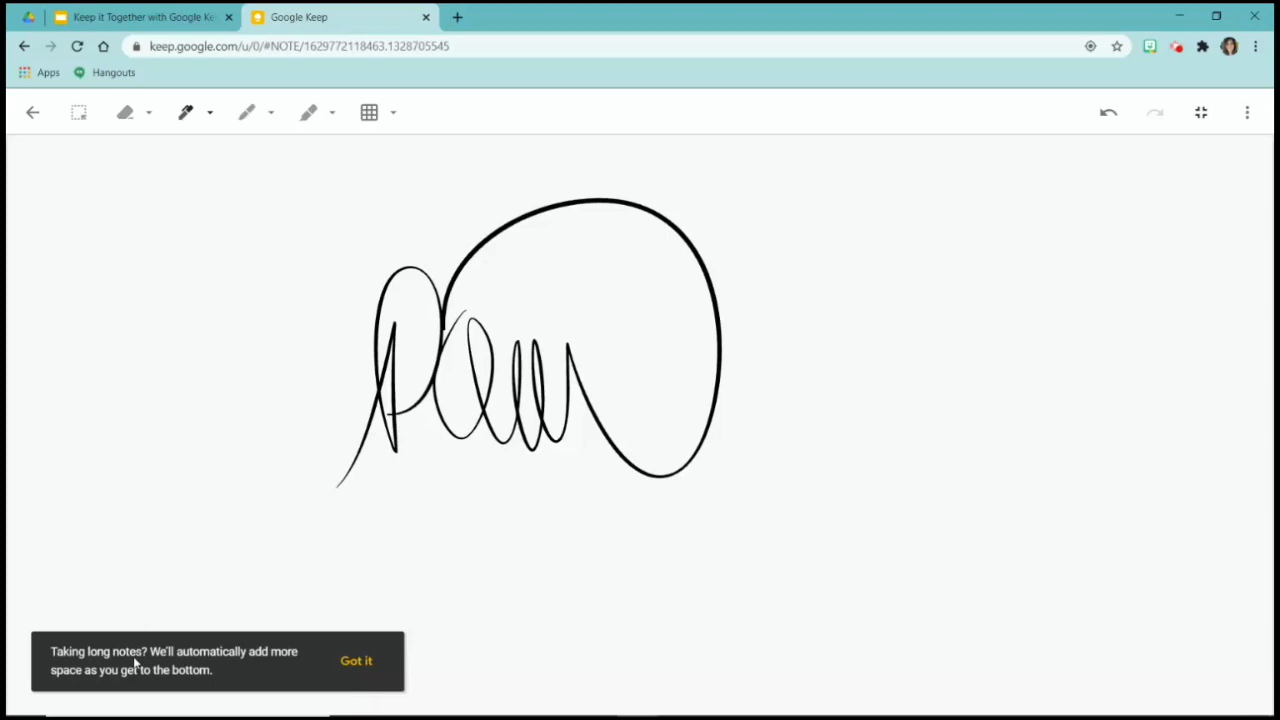 Keep it Together with Google Ke
Google Keep
keep.google.com/u/0/#NOTE/1629772118463.1328705545
Apps
Hangouts
Taking long notes? We'll automatically add more
space as you get to the bottom.
Got it